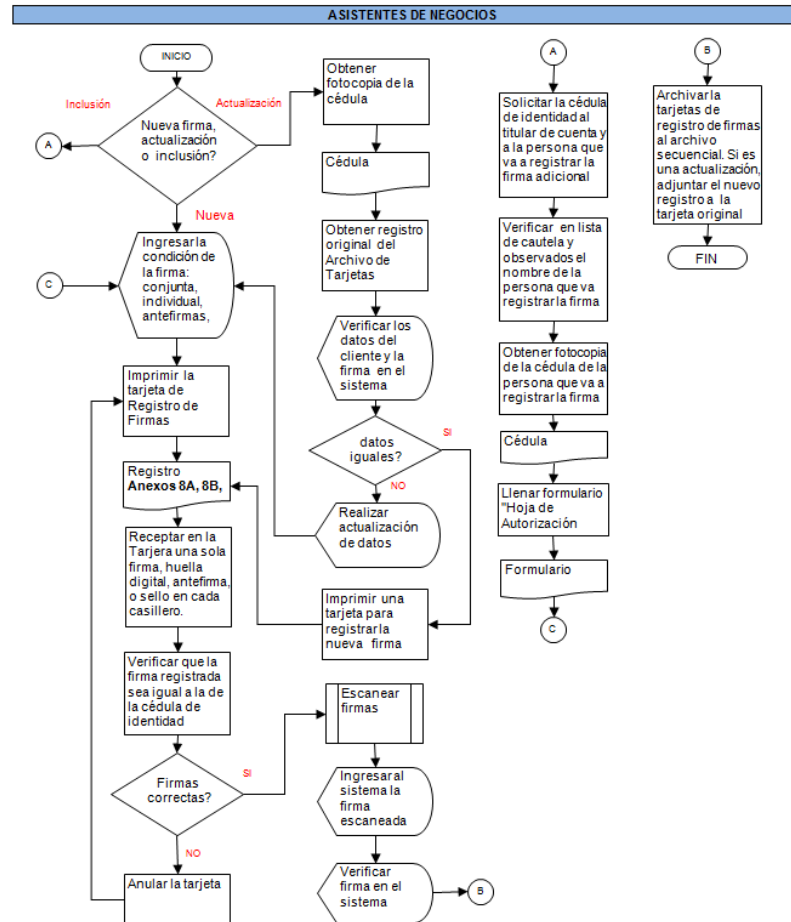 ASISTENTES DE NEGOCIOS
INICIO
Inclusión
Actualización
Nueva firma,
actualización
o inclusión?
A
Nueva
Ingresar la
condición de
la firma:
conjunta,
individual,
antefirmas,
C
Imprimir la
tarjeta de
Registro de
Firmas
Registro
Anexos 8A, 8B,
Receptar en la
Tarjera una sola
firma, huella
digital, antefirma,
o sello en cada
casillero.
Verificar que la
firma registrada
sea igual a la de
la cédula de
identidad
Firmas
correctas?
SI
NO
Anular la tarjeta
Obtener
fotocopia de la
cédula
Cédula
Obtener registro
original del
Archivo de
Tarjetas
Verificar los
datos del
cliente y la
firma en el
sistema
datos
iguales?
SI
NO
Realizar
actualización
de datos
Imprimir una
tarjeta para
registrar la
nueva firma
Escanear
firmas
Ingresar al
sistema la
firma
escaneada
Verificar
firma en el
sistema
B
A
Solicitar la cédula
de identidad al
titular de cuenta y
a la persona que
va a registrar la
firma adicional
Verificar en lista
de cautela y
observados el
nombre de la
persona que va
registrar la firma
Obtener fotocopia
de la cédula de la
persona que va a
registrar la firma
Cédula
Llenar formulario
"Hoja de
Autorización
Formulario
C
B
Archivar la
tarjetas de
registro de firmas
al archivo
secuencial. Si es
una actualización,
adjuntar el nuevo
registro a la
tarjeta original
FIN